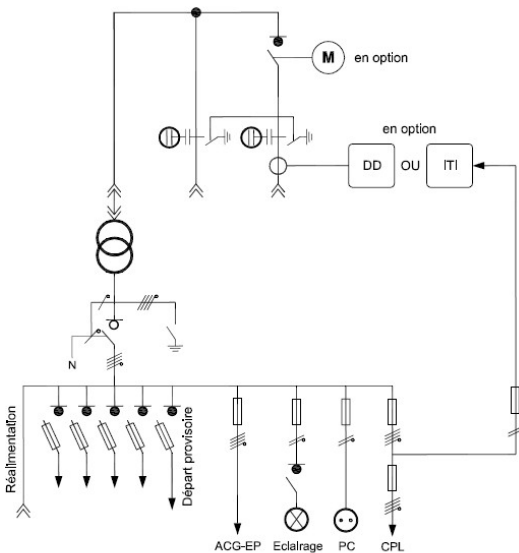 M
en option
en option
DD
OU
ITI
N
Réalimentation
Départ provisoire
ACG-EP
Eclairage
PC
CPL